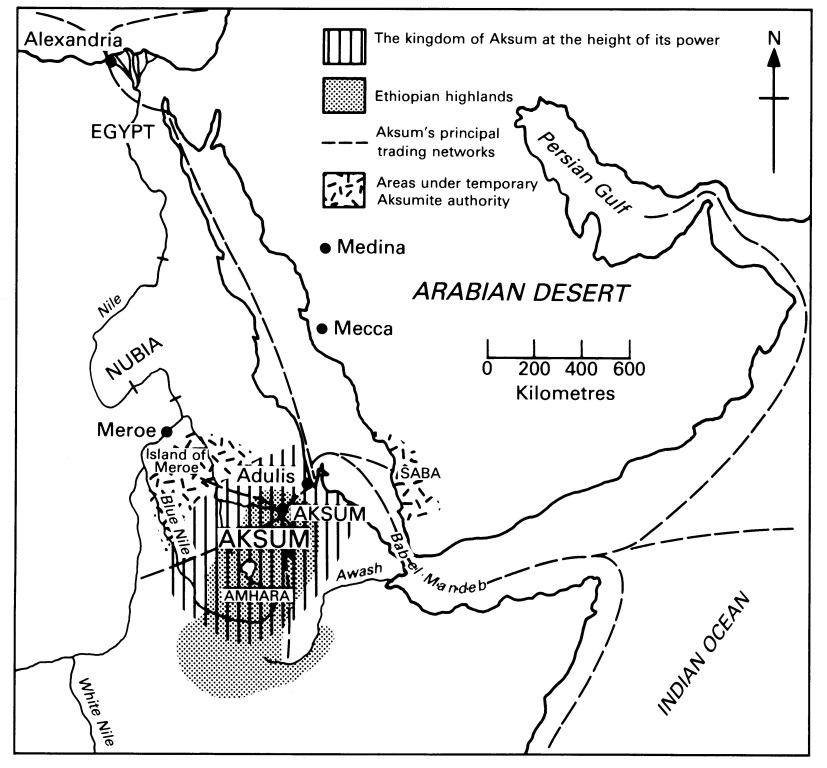 Alexandria
The kingdom of Aksum at the height of its power
N
Ethiopian highlands
EGYPT
Aksum's principal
trading networks
Persian Gulf
Areas under temporary
Aksumite authority
Medina
ARABIAN DESERT
Nile
Mecca
NUBIA
0 200 400 600
Kilometres
Meroe
Island of
Meroe
Adulis
SABA
Blue Nile
AKSUM
AKSUM
Bab el Mandeb
Awash
AMHARA
INDIAN OCEAN
White Nile